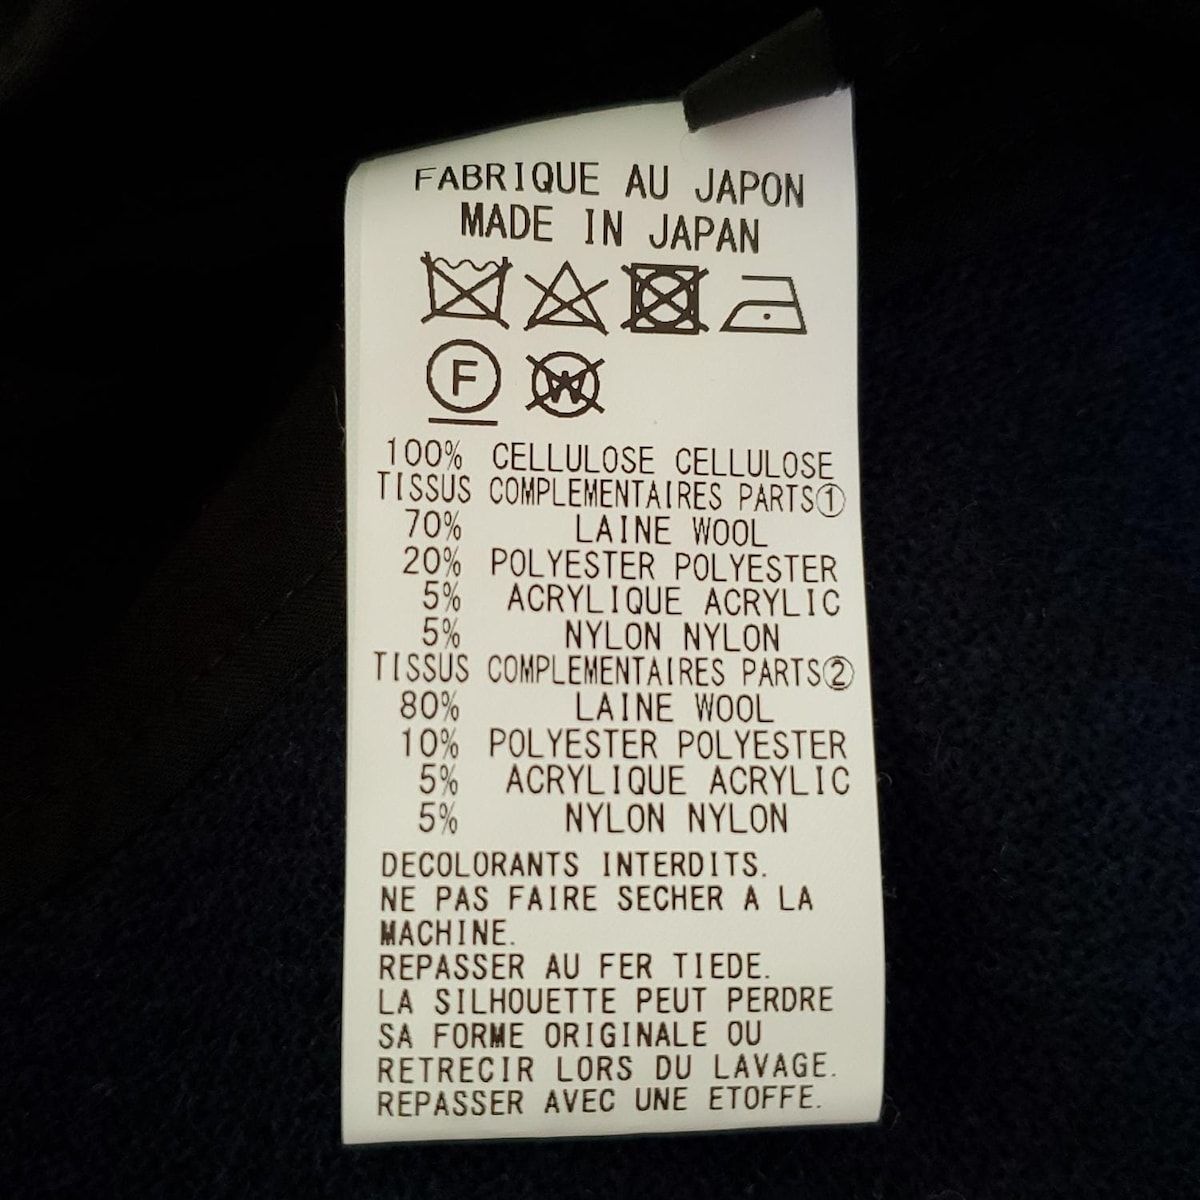 FABRIQUE AU JAPON
MADE IN JAPAN
F
W
100% CELLULOSE CELLULOSE
TISSUS COMPLEMENTAIRES PARTS①
70% LAINE WOOL
20% POLYESTER POLYESTER
5% ACRYLIQUE ACRYLIC
5% NYLON NYLON
TISSUS COMPLEMENTAIRES PARTS②
80% LAINE WOOL
10% POLYESTER POLYESTER
5% ACRYLIQUE ACRYLIC
5% NYLON NYLON
DECOLORANTS INTERDITS.
NE PAS FAIRE SECHER A LA
MACHINE.
REPASSER AU FER TIEDE.
LA SILHOUETTE PEUT PERDRE
SA FORME ORIGINALE OU
RETRECIR LORS DU LAVAGE.
REPASSER AVEC UNE ETOFFE.